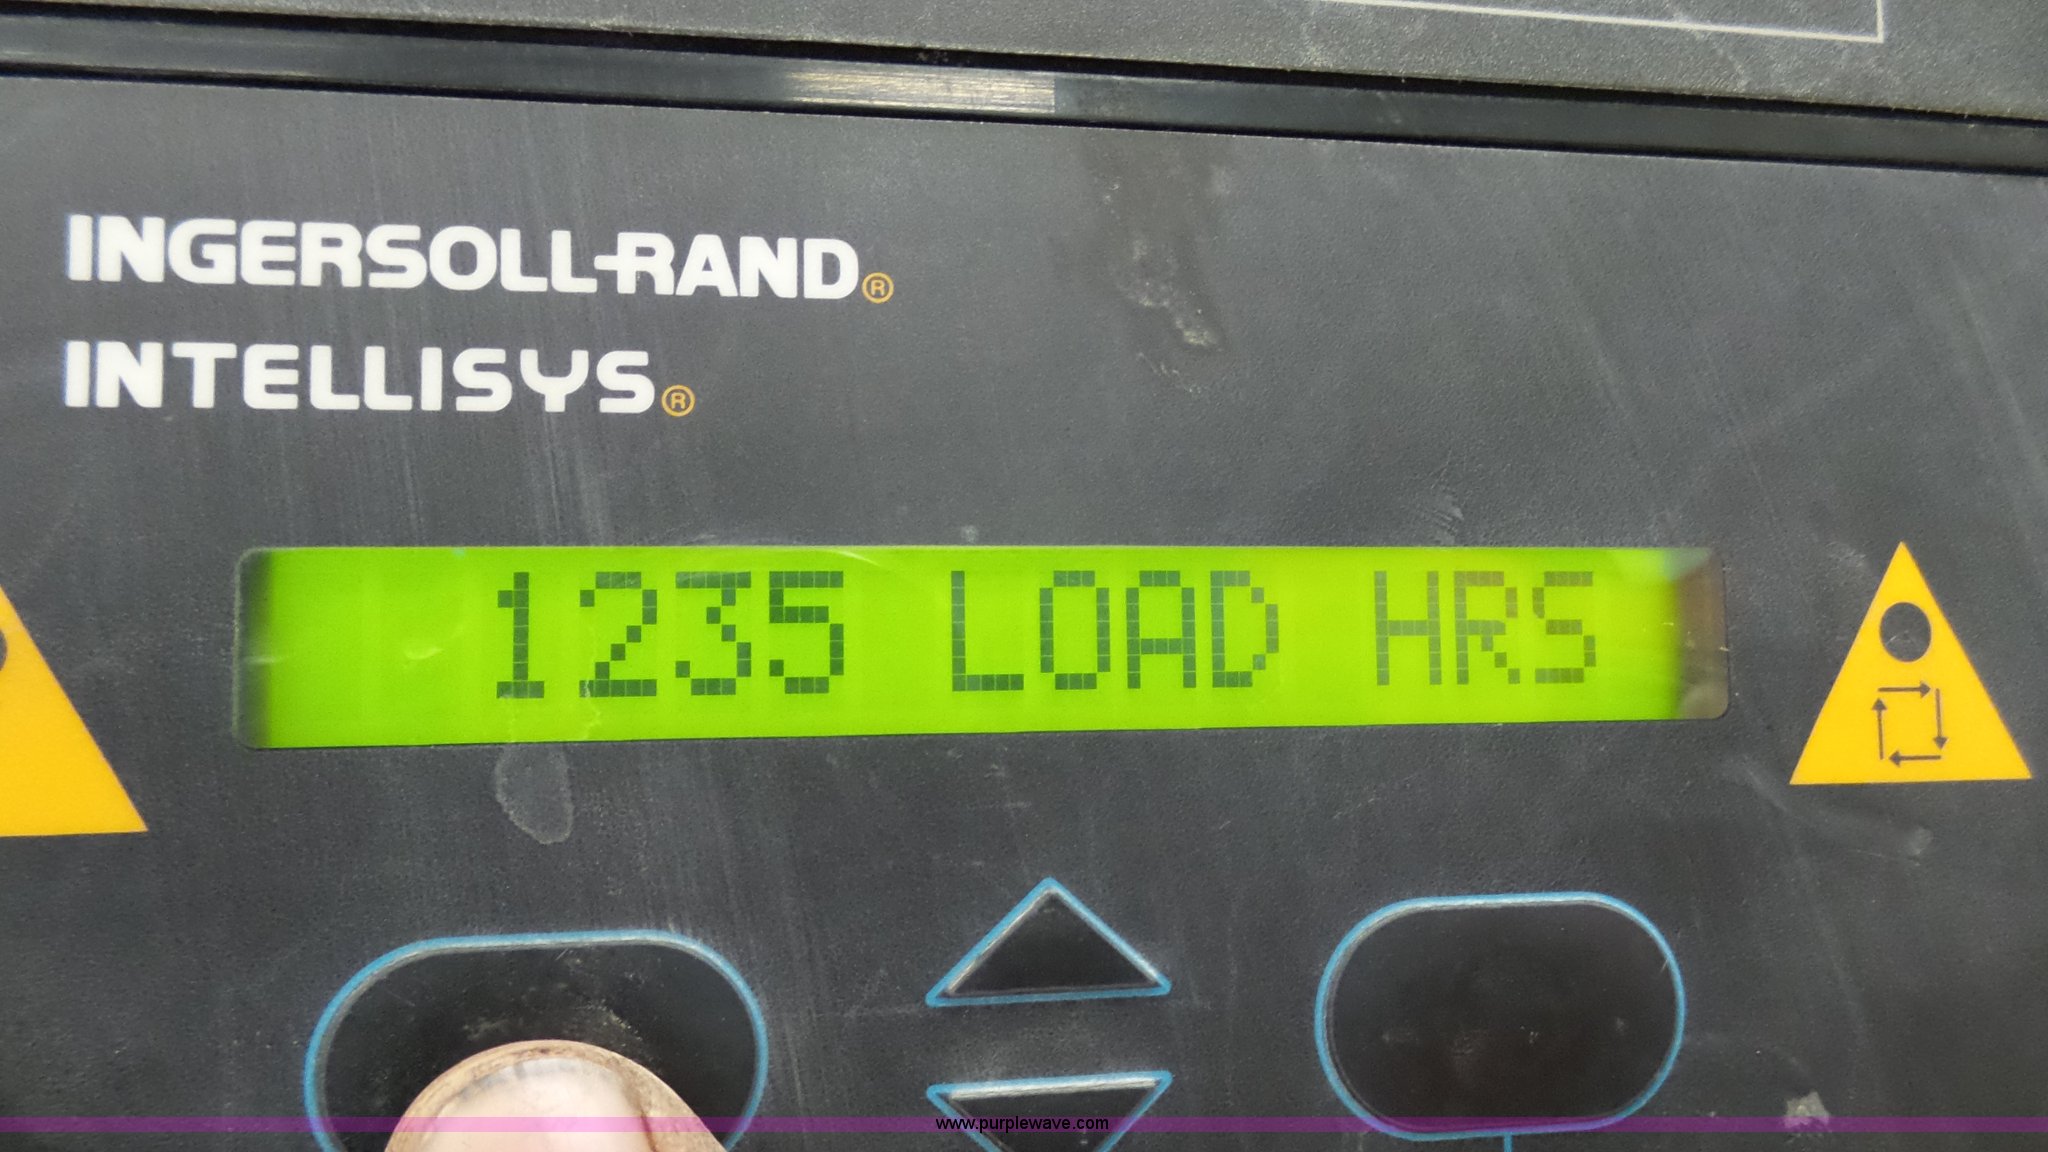 INGERSOLL-RAND®
INTELLISYS®
1235 LOAD HRS
www.purplewave.com